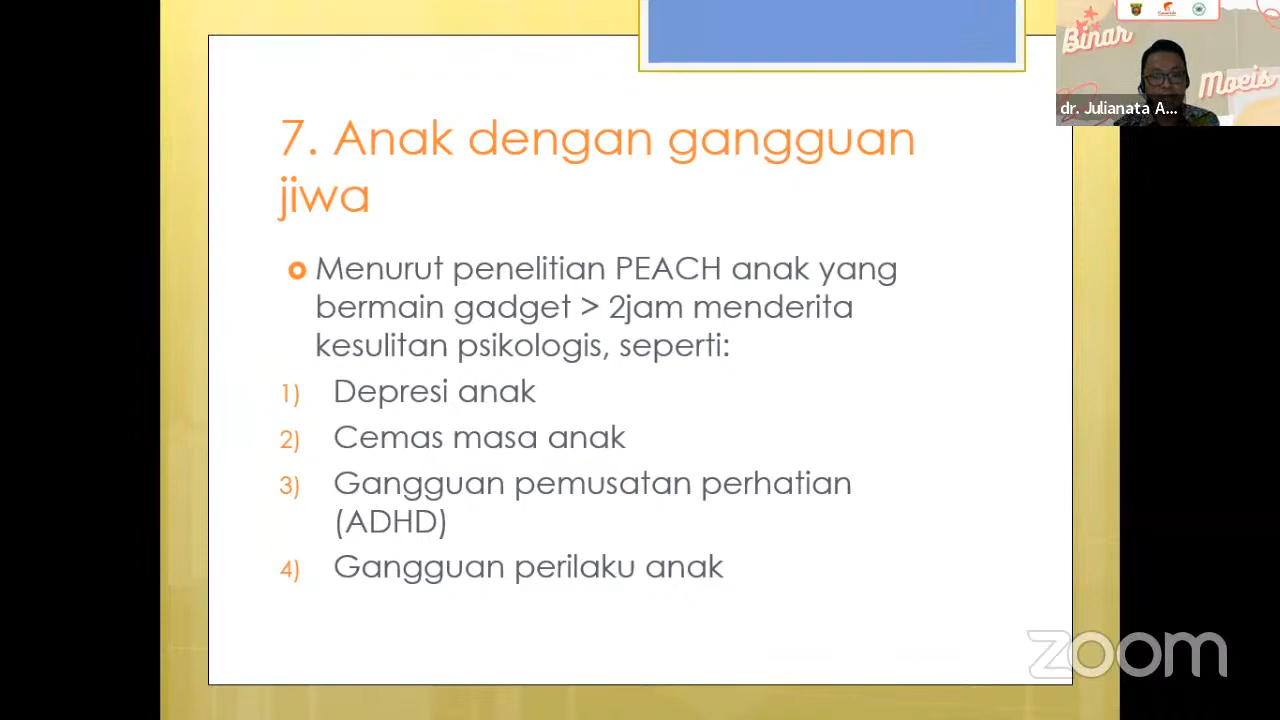 7. Anak dengan gangguan
jiwa
Menurut penelitian PEACH anak yang
bermain gadget > 2jam menderita
kesulitan psikologis, seperti:
1) Depresi anak
2) Cemas masa anak
3) Gangguan pemusatan perhatian
(ADHD)
4) Gangguan perilaku anak
Binar
Moeis
dr. Julianata A...
zoom